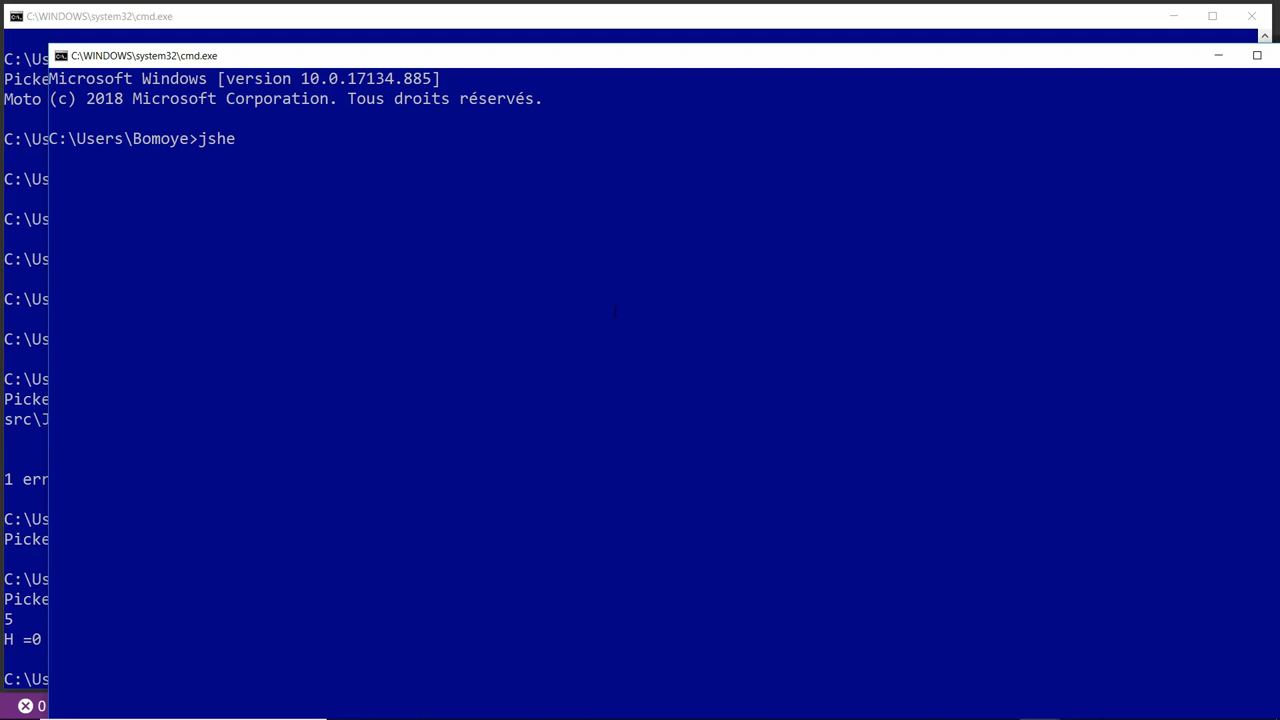 C:\WINDOWS\system32\cmd.exe
C:\WINDOWS\system32\cmd.exe
Microsoft Windows [version 10.0.17134.885]
(c) 2018 Microsoft Corporation. Tous droits réservés.
C:\Users\Bomoye>jshe
C:\Us
Picke
Moto
C:\Us
C:\Us
C:\Us
C:\Us
C:\Us
C:\Us
C:\Us
Picke
src\J
1 err
C:\Us
Picke
C:\Us
Picke
5
H =0
C:\Us
0